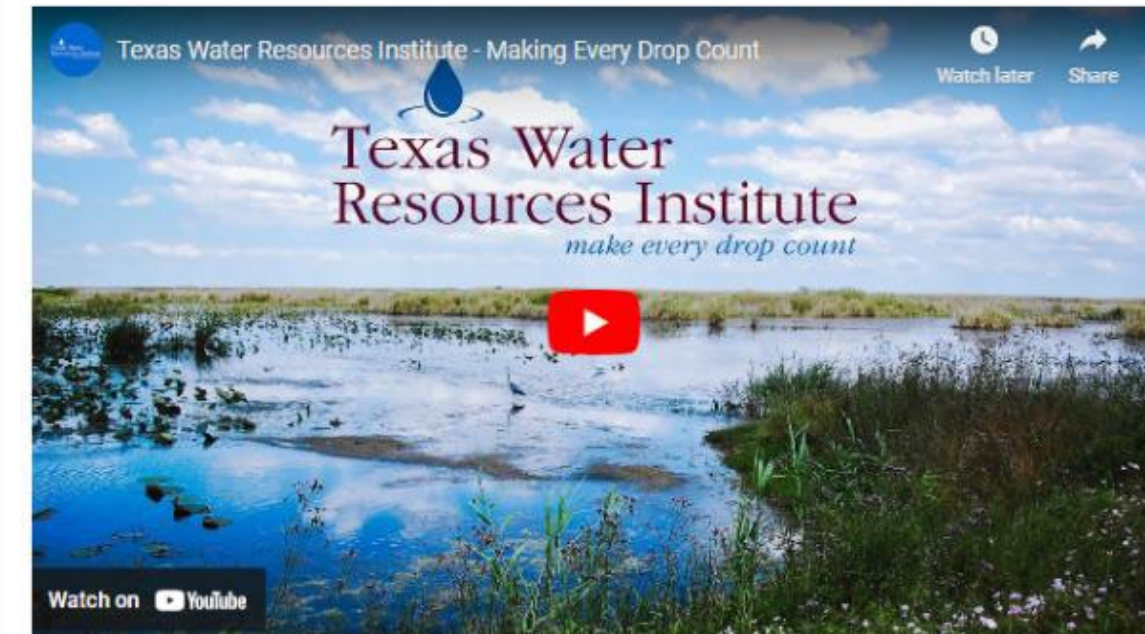 Texas Water Resources Institute - Making Every Drop Count
Watch later
Share
Texas Water
Resources Institute
make every drop count
Watch on YouTube